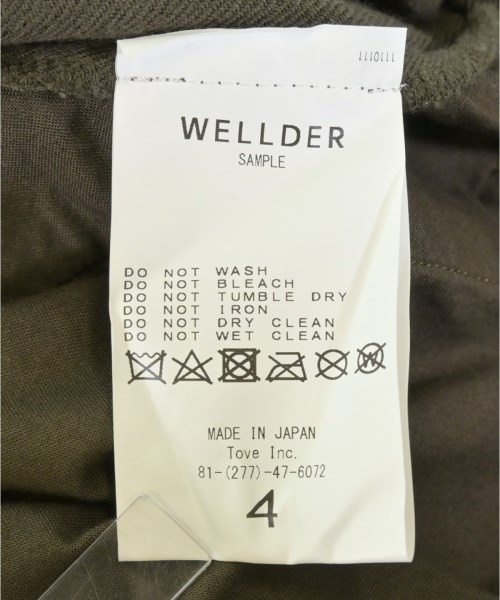 1110111
WELLDER
SAMPLE
DO NOT WASH
DO NOT BLEACH
DO NOT TUMBLE DRY
DO NOT IRON
DO NOT DRY CLEAN
DO NOT WET CLEAN
W
MADE IN JAPAN
Tove Inc.
81-(277)-47-6072
4